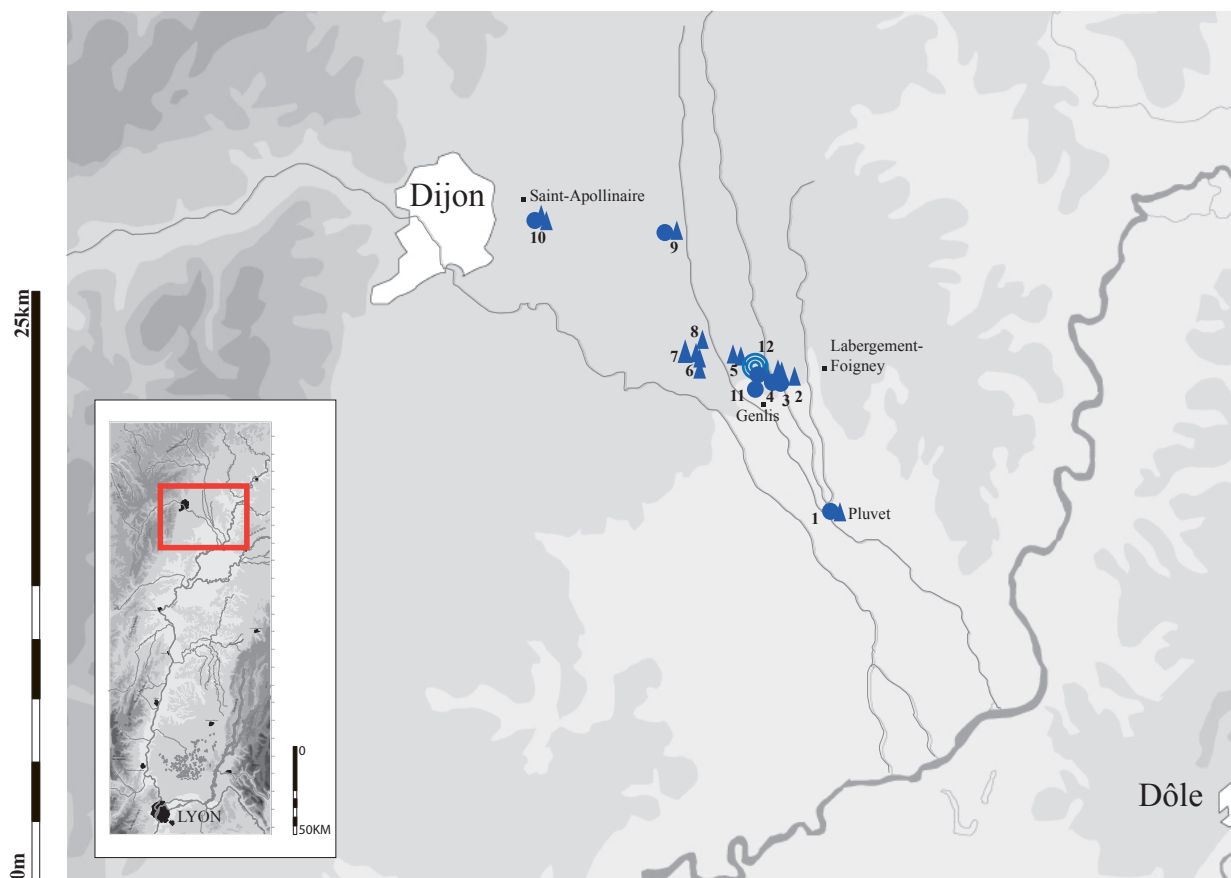 Dijon
Saint-Apollinaire
10
9
25km
8
7
6
5
12
11
4
3
2
Genlis
Labergement-
Foigney
1
Pluvet
0
LYON
50KM
Dôle
0m